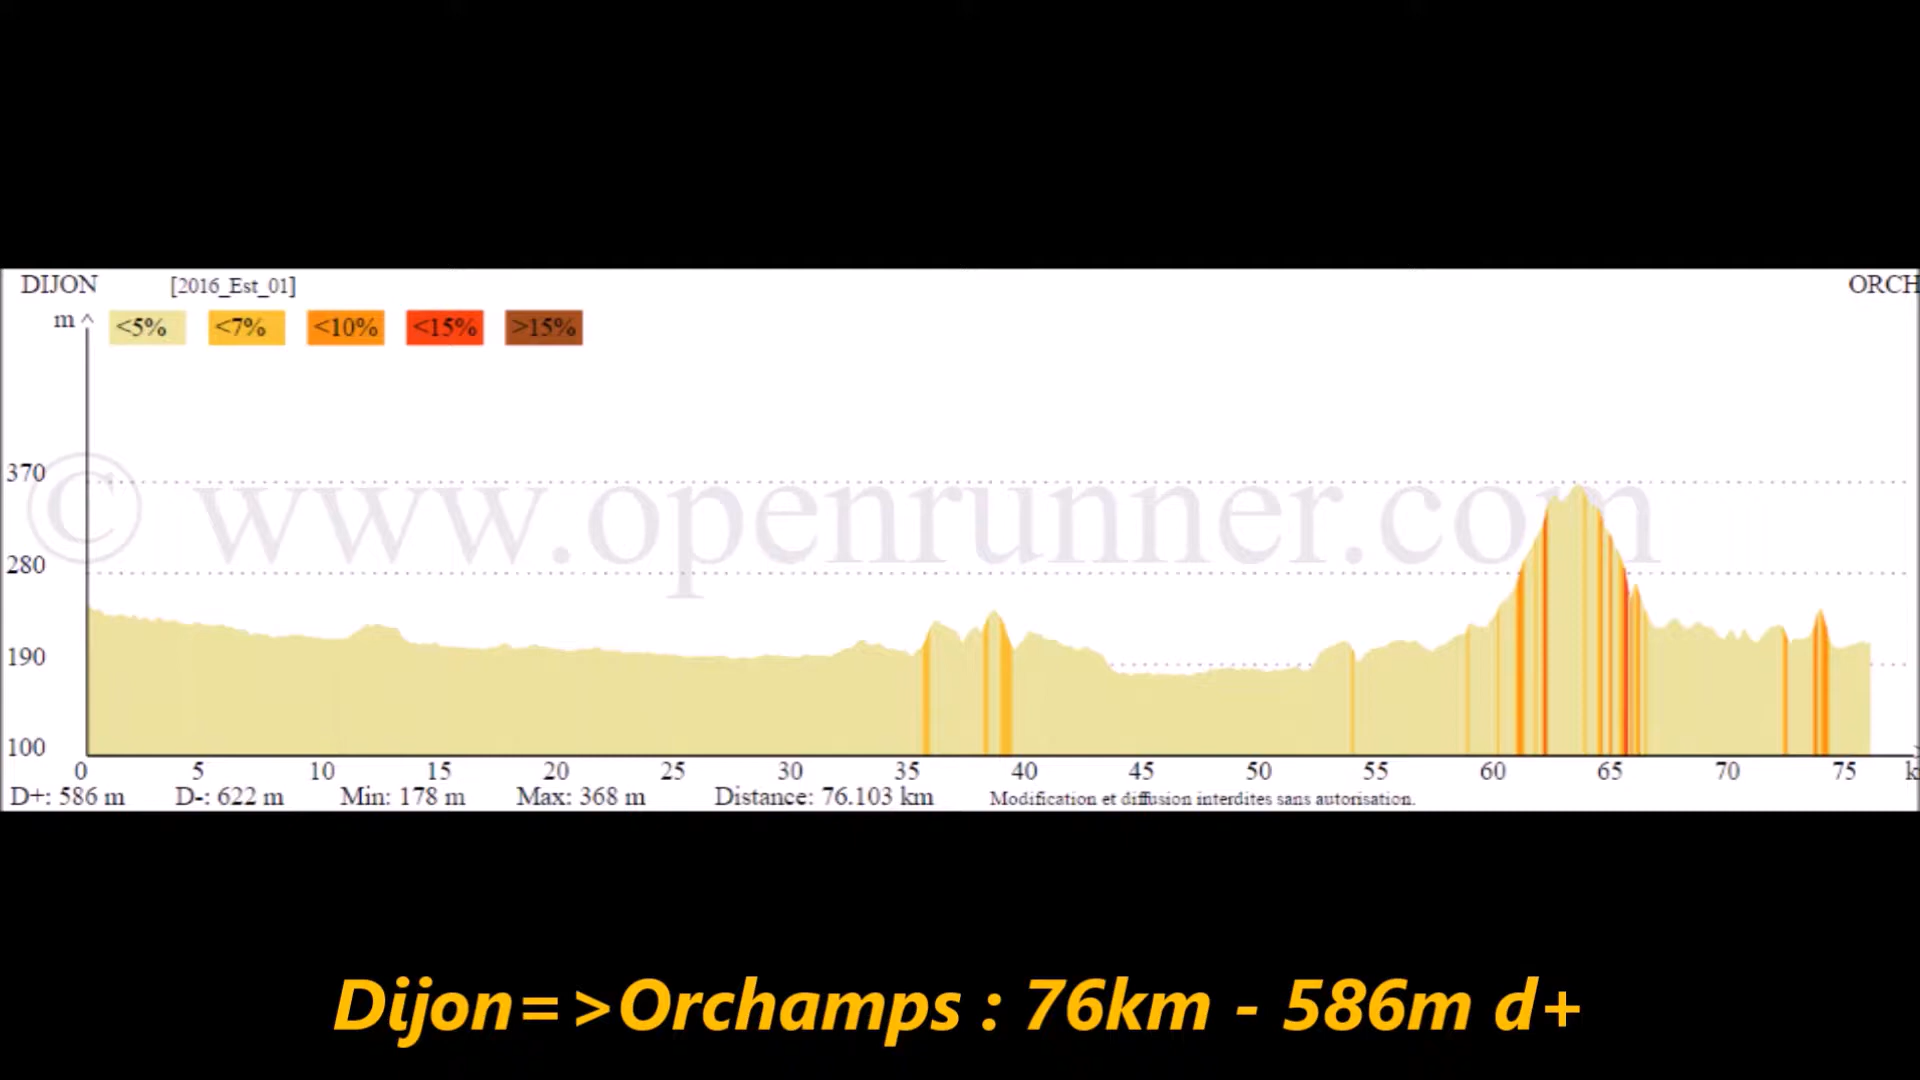 DIJON [2016_Est_01] ORCH
m ^ <5% <7% <10% <15% >15%
370
© www.openrunner.com
280
190
100
0 5 10 15 20 25 30 35 40 45 50 55 60 65 70 75 k
D+: 586 m D-: 622 m Min: 178 m Max: 368 m Distance: 76.103 km Modification et diffusion interdites sans autorisation.
Dijon=>Orchamps : 76km - 586m d+